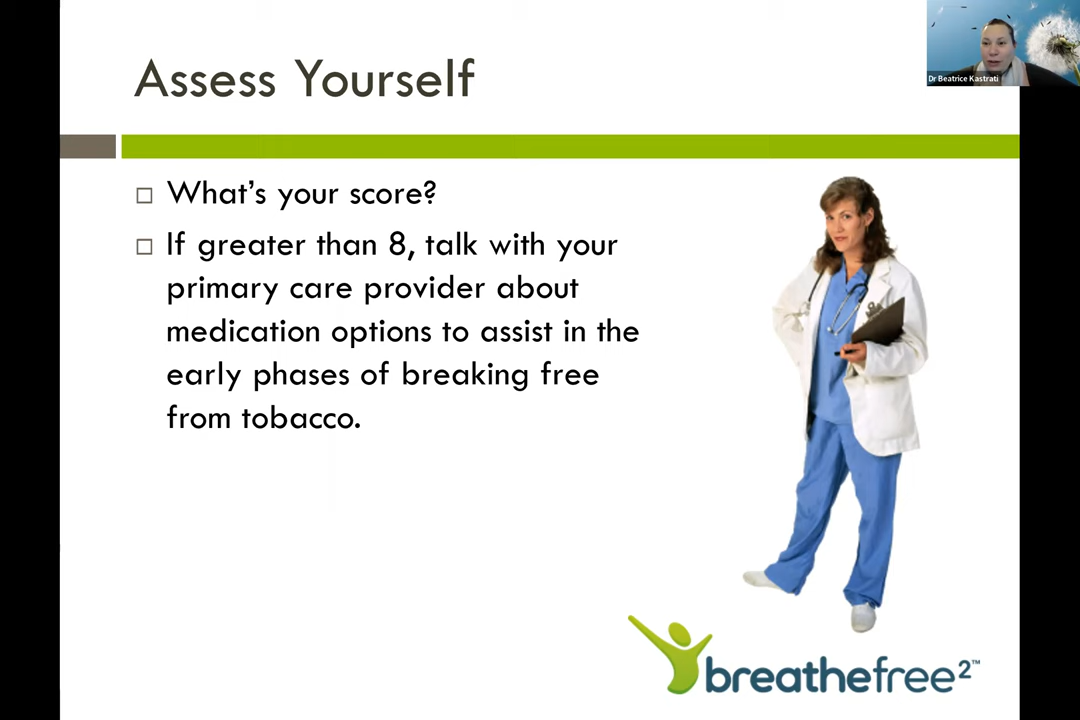 Assess Yourself
Dr Beatrice Kastrati
What's your score?
If greater than 8, talk with your
primary care provider about
medication options to assist in the
early phases of breaking free
from tobacco.
breathefree2™